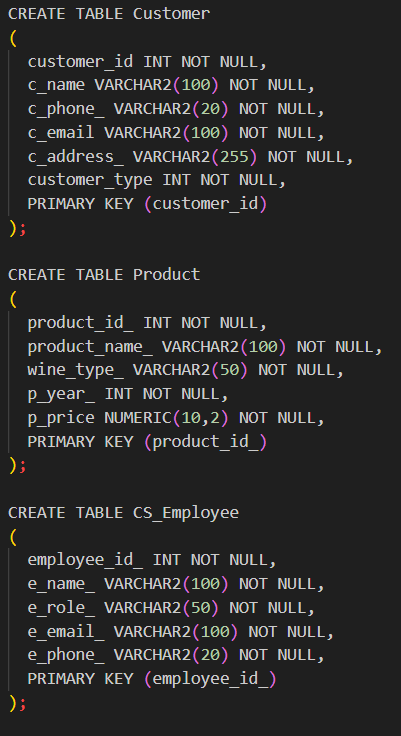 CREATE TABLE Customer
(
customer_id INT NOT NULL,
c_name VARCHAR2(100) NOT NULL,
c_phone_ VARCHAR2(20) NOT NULL,
c_email VARCHAR2(100) NOT NULL,
c_address_ VARCHAR2(255) NOT NULL,
customer_type INT NOT NULL,
PRIMARY KEY (customer_id)
);
CREATE TABLE Product
(
product_id_ INT NOT NULL,
product_name_ VARCHAR2(100) NOT NULL,
wine_type_ VARCHAR2(50) NOT NULL,
p_year_ INT NOT NULL,
p_price NUMERIC(10,2) NOT NULL,
PRIMARY KEY (product_id_)
);
CREATE TABLE CS_Employee
(
employee_id_ INT NOT NULL,
e_name_ VARCHAR2(100) NOT NULL,
e_role_ VARCHAR2(50) NOT NULL,
e_email_ VARCHAR2(100) NOT NULL,
e_phone_ VARCHAR2(20) NOT NULL,
PRIMARY KEY (employee_id_)
);